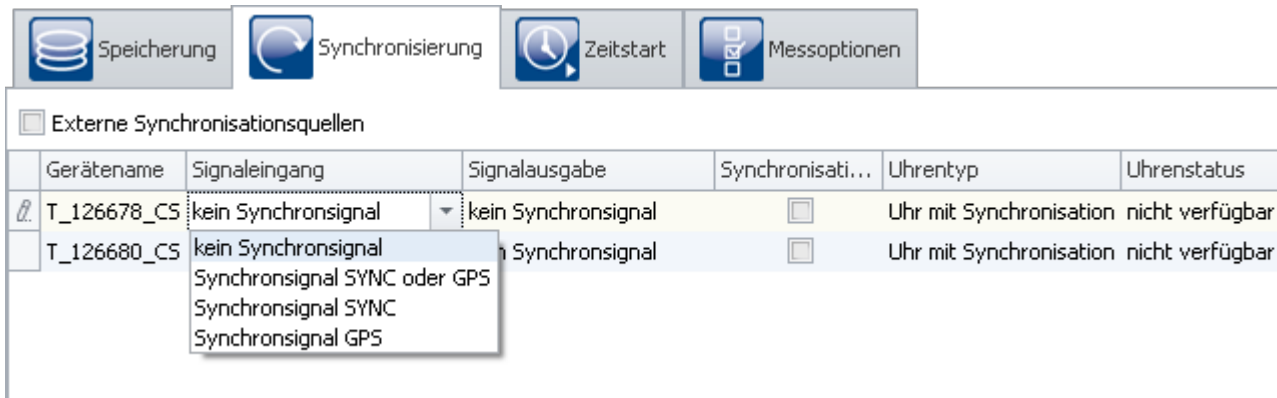 Speicherung Synchronisierung Zeitstart Messoptionen
Externe Synchronisationsquellen
Gerätename Signaleingang Signalausgabe Synchronisati... Uhrentyp Uhrenstatus
T_126678_CS kein Synchronsignal kein Synchronsignal Uhr mit Synchronisation nicht verfügbar
T_126680_CS kein Synchronsignal Synchronsignal Uhr mit Synchronisation nicht verfügbar
Synchronsignal SYNC oder GPS
Synchronsignal SYNC
Synchronsignal GPS